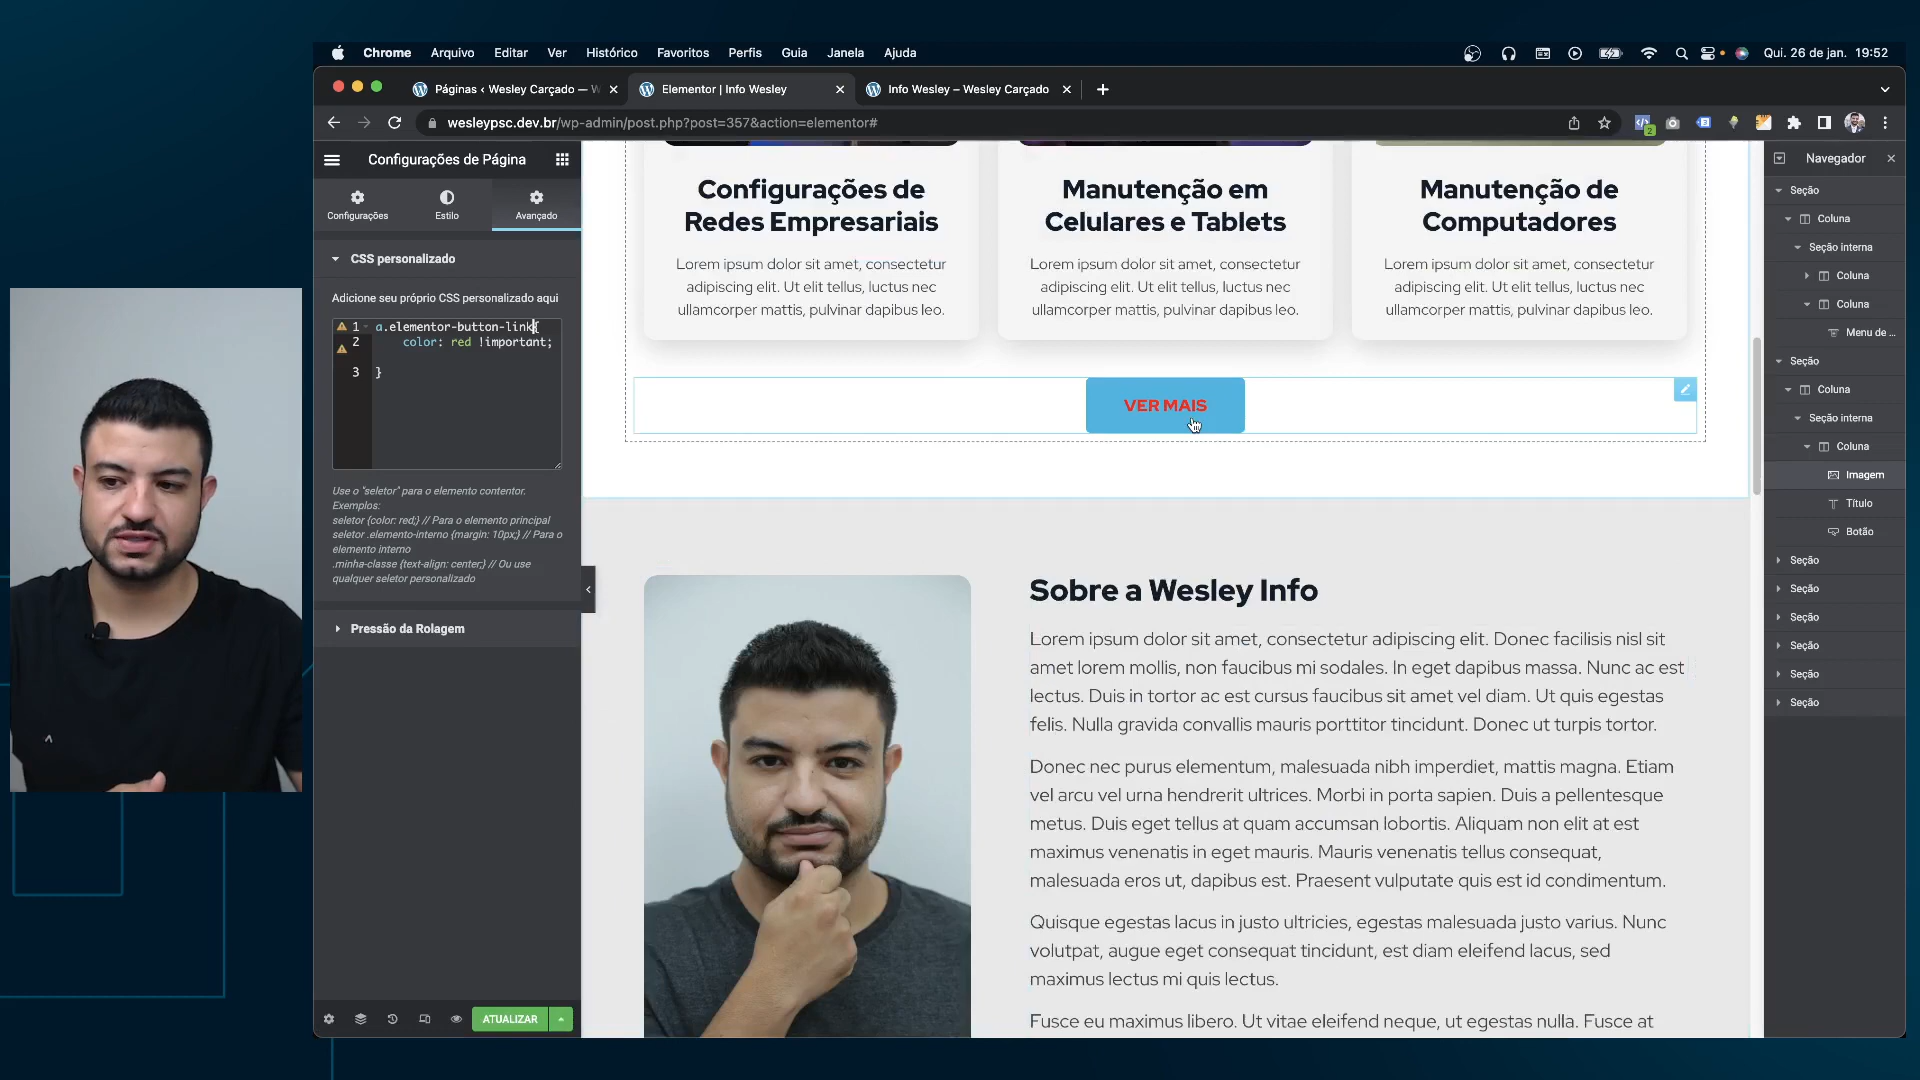 Chrome Arquivo Editar Ver Histórico Favoritos Perfis Guia Janela Ajuda
Qui. 26 de jan. 19:52
Páginas ‹ Wesley Carçado — W
Elementor | Info Wesley
Info Wesley – Wesley Carçado
wesleypsc.dev.br/wp-admin/post.php?post=357&action=elementor#
2
Configurações de Página
Configurações
Estilo
Avançado
CSS personalizado
Adicione seu próprio CSS personalizado aqui
1 a.elementor-button-link{
2 color: red !important;
3 }
Use o "seletor" para o elemento contentor.
Exemplos:
seletor {color: red;} // Para o elemento principal
seletor .elemento-interno {margin: 10px;} // Para o
elemento interno
.minha-classe {text-align: center;} // Ou use
qualquer seletor personalizado
Pressão da Rolagem
ATUALIZAR
Configurações de
Redes Empresariais
Lorem ipsum dolor sit amet, consectetur
adipiscing elit. Ut elit tellus, luctus nec
ullamcorper mattis, pulvinar dapibus leo.
Manutenção em
Celulares e Tablets
Lorem ipsum dolor sit amet, consectetur
adipiscing elit. Ut elit tellus, luctus nec
ullamcorper mattis, pulvinar dapibus leo.
Manutenção de
Computadores
Lorem ipsum dolor sit amet, consectetur
adipiscing elit. Ut elit tellus, luctus nec
ullamcorper mattis, pulvinar dapibus leo.
VER MAIS
Sobre a Wesley Info
Lorem ipsum dolor sit amet, consectetur adipiscing elit. Donec facilisis nisl sit
amet lorem mollis, non faucibus mi sodales. In eget dapibus massa. Nunc ac est
lectus. Duis in tortor ac est cursus faucibus sit amet vel diam. Ut quis egestas
felis. Nulla gravida convallis mauris porttitor tincidunt. Donec ut turpis tortor.
Donec nec purus elementum, malesuada nibh imperdiet, mattis magna. Etiam
vel arcu vel urna hendrerit ultrices. Morbi in porta sapien. Duis a pellentesque
metus. Duis eget tellus at quam accumsan lobortis. Aliquam non elit at est
maximus venenatis in eget mauris. Mauris venenatis tellus consequat,
malesuada eros ut, dapibus est. Praesent vulputate quis est id condimentum.
Quisque egestas lacus in justo ultricies, egestas malesuada justo varius. Nunc
volutpat, augue eget consequat tincidunt, est diam eleifend lacus, sed
maximus lectus mi quis lectus.
Fusce eu maximus libero. Ut vitae eleifend neque, ut egestas nulla. Fusce at
Navegador
Seção
Coluna
Seção interna
Coluna
Coluna
Menu de ...
Seção
Coluna
Seção interna
Coluna
Imagem
Título
Botão
Seção
Seção
Seção
Seção
Seção
Seção